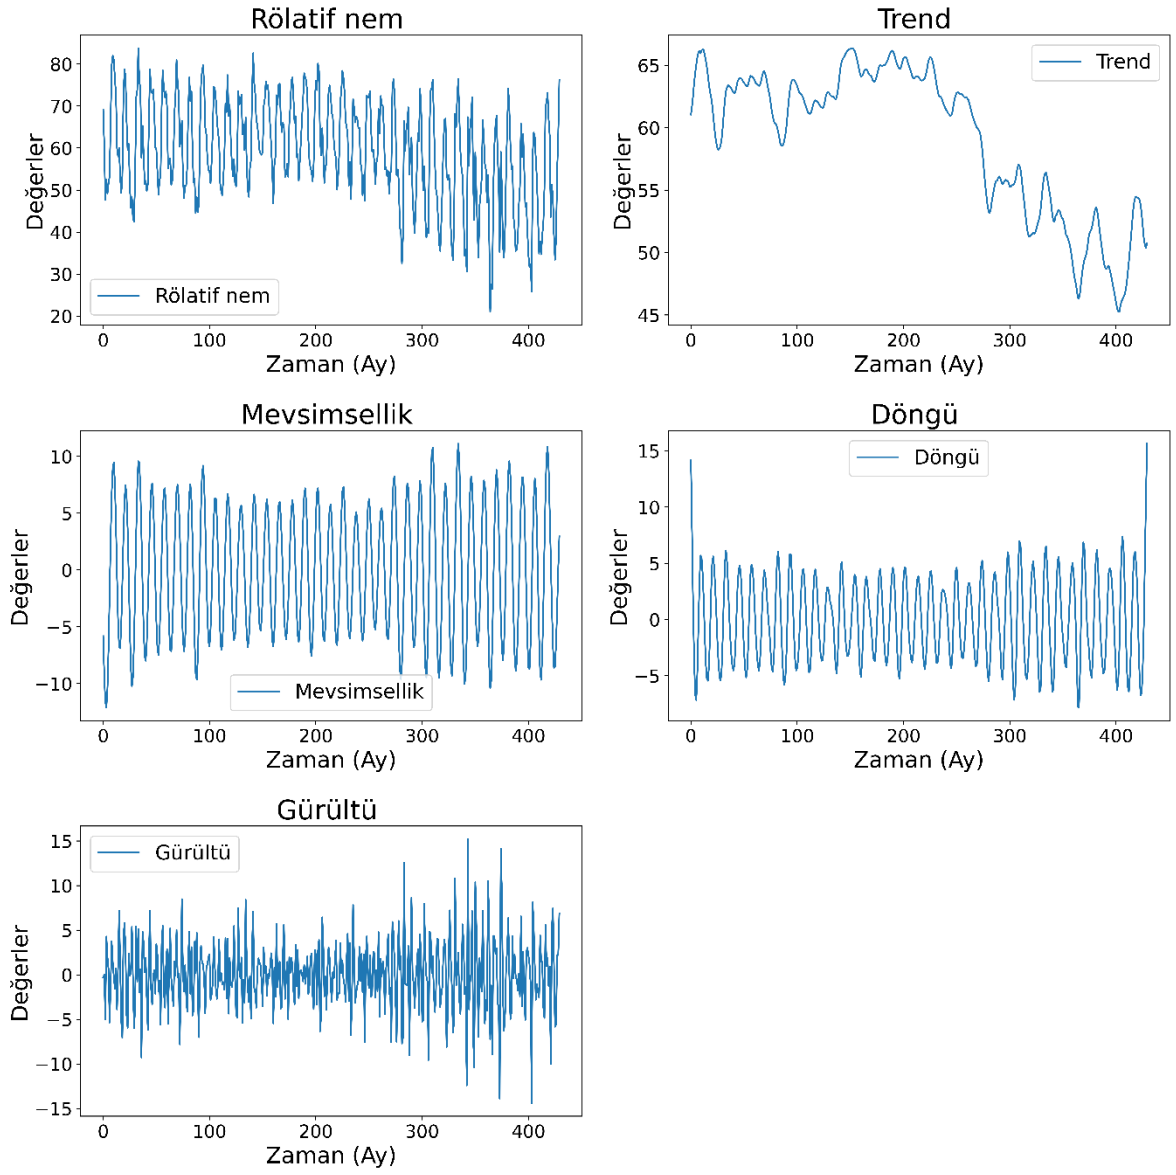 Rölatif nem
Değerler
80
70
60
50
40
30
20
Rölatif nem
0 100 200 300 400
Zaman (Ay)
Trend
Değerler
65
60
55
50
45
Trend
0 100 200 300 400
Zaman (Ay)
Mevsimsellik
Değerler
10
5
0
−5
−10
Mevsimsellik
0 100 200 300 400
Zaman (Ay)
Döngü
Değerler
15
10
5
0
−5
Döngü
0 100 200 300 400
Zaman (Ay)
Gürültü
Değerler
15
10
5
0
−5
−10
−15
Gürültü
0 100 200 300 400
Zaman (Ay)